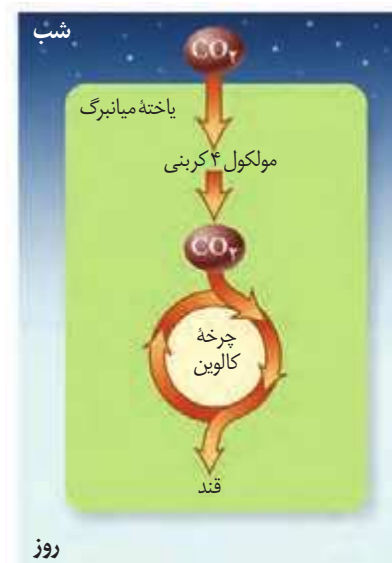 شب
CO۲
یاختهٔ میانبرگ
مولکول ۴ کربنی
CO۲
چرخهٔ
کالوین
قند
روز